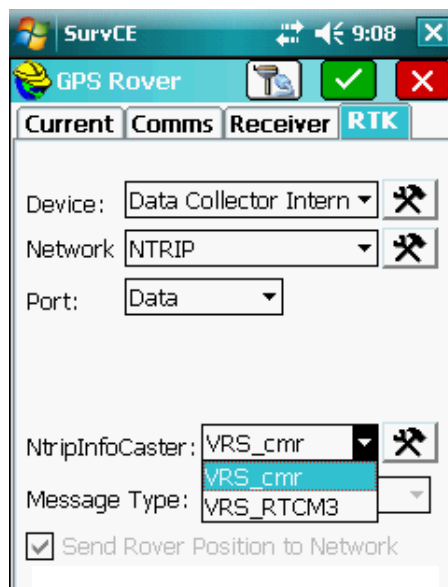 SurvCE 9:08
GPS Rover
Current Comms Receiver RTK
Device: Data Collector Intern
Network NTRIP
Port: Data
NtripInfoCaster: VRS_cmr
VRS_cmr
Message Type: VRS_RTCM3
Send Rover Position to Network